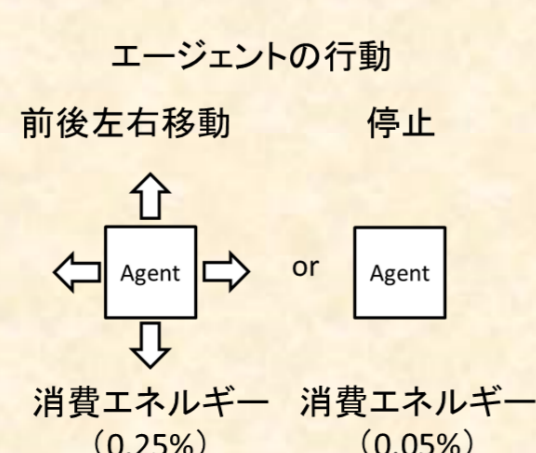 エージェントの行動
前後左右移動
停止
Agent
or
Agent
消費エネルギー
(0.25%)
消費エネルギー
(0.05%)